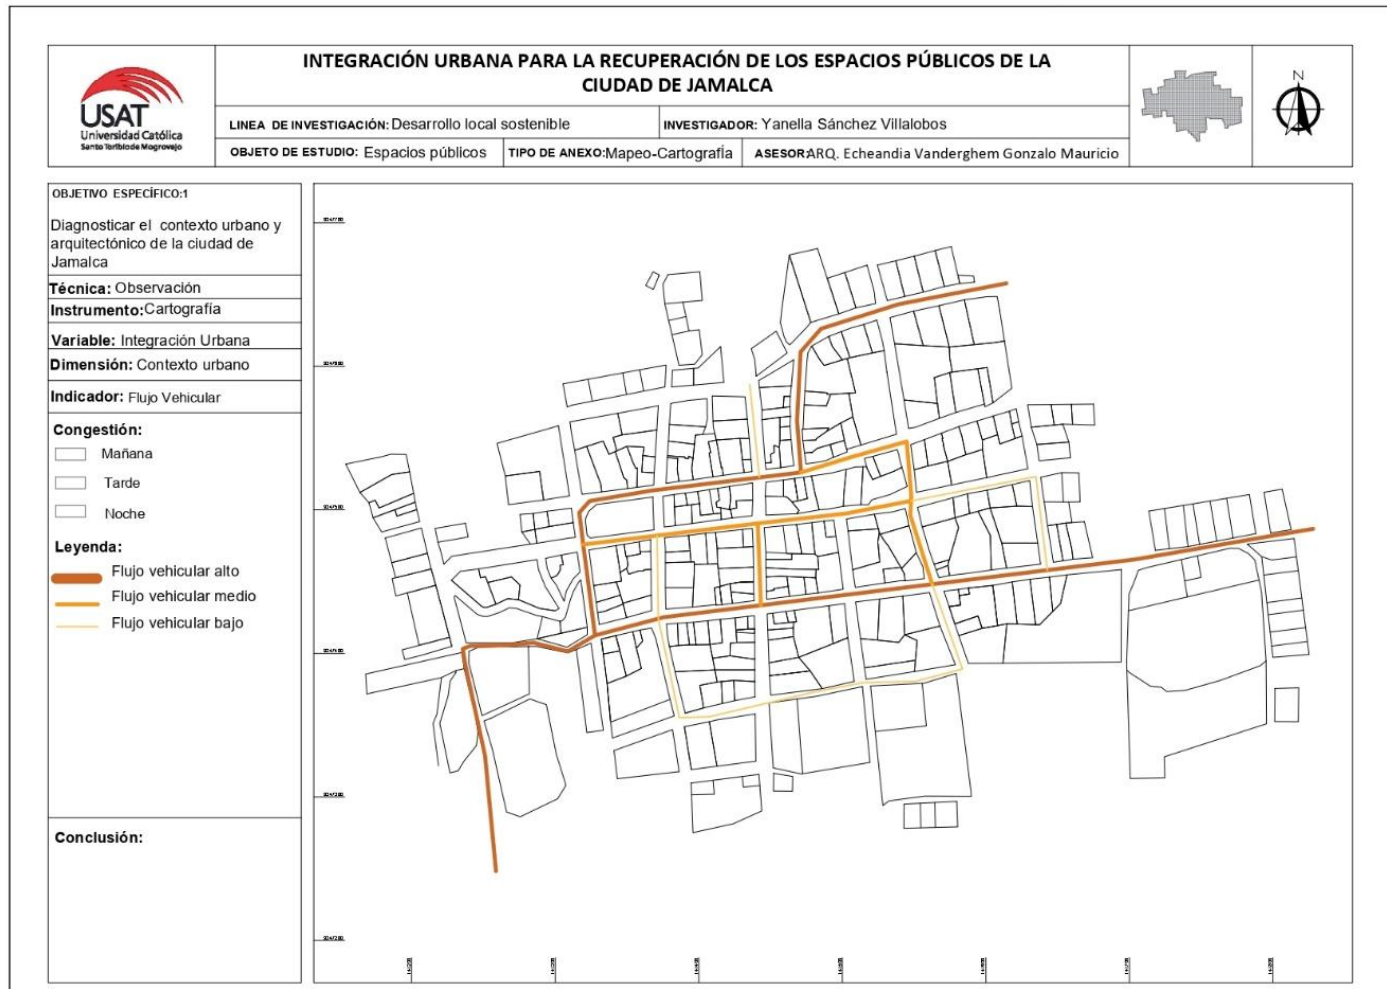 INTEGRACIÓN URBANA PARA LA RECUPERACIÓN DE LOS ESPACIOS PÚBLICOS DE LA
CIUDAD DE JAMALCA
USAT
Universidad Católica
Santo Toribio de Mogrovejo
LINEA DE INVESTIGACIÓN: Desarrollo local sostenible
INVESTIGADOR: Yanella Sánchez Villalobos
OBJETO DE ESTUDIO: Espacios públicos
TIPO DE ANEXO:Mapeo-Cartografía
ASESOR:ARQ. Echeandia Vanderghem Gonzalo Mauricio
N
OBJETIVO ESPECÍFICO:1
Diagnosticar el contexto urbano y
arquitectónico de la ciudad de
Jamalca
Técnica: Observación
Instrumento:Cartografía
Variable: Integración Urbana
Dimensión: Contexto urbano
Indicador: Flujo Vehicular
Congestión:
Mañana
Tarde
Noche
Leyenda:
Flujo vehicular alto
Flujo vehicular medio
Flujo vehicular bajo
Conclusión: